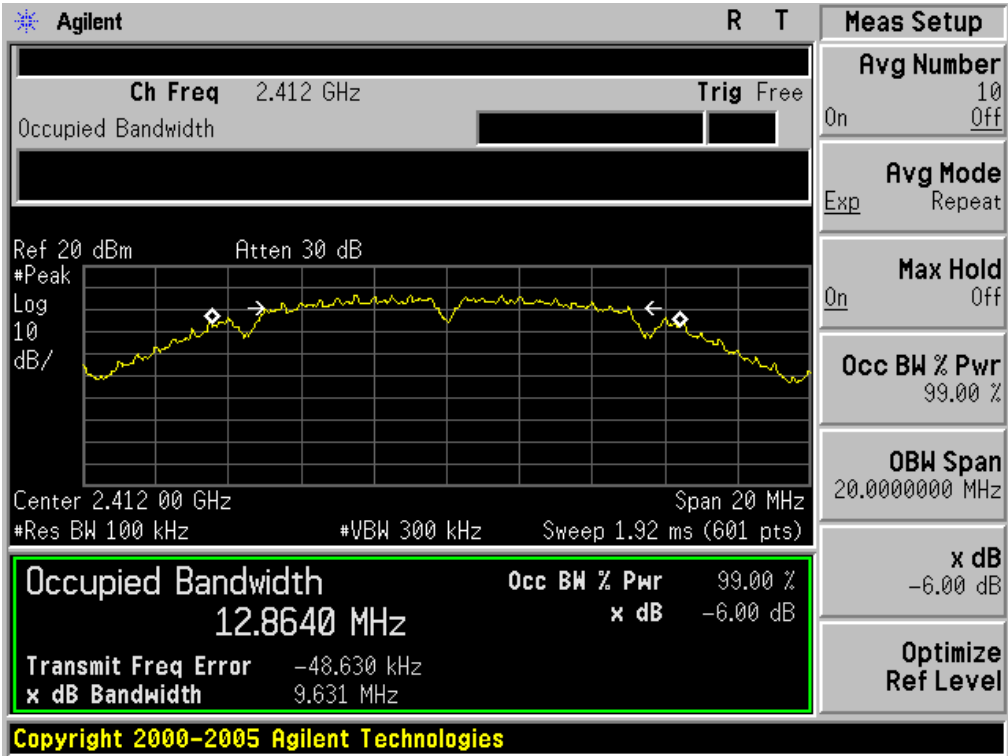 Agilent R T
Ch Freq 2.412 GHz Trig Free
Occupied Bandwidth
Ref 20 dBm Atten 30 dB
#Peak
Log
10
dB/
Center 2.412 00 GHz Span 20 MHz
#Res BW 100 kHz #VBW 300 kHz Sweep 1.92 ms (601 pts)
Occupied Bandwidth Occ BW % Pwr 99.00 %
12.8640 MHz x dB -6.00 dB
Transmit Freq Error -48.630 kHz
x dB Bandwidth 9.631 MHz
Copyright 2000-2005 Agilent Technologies
Meas Setup
Avg Number
10
On Off
Avg Mode
Exp Repeat
Max Hold
On Off
Occ BW % Pwr
99.00 %
OBW Span
20.0000000 MHz
x dB
-6.00 dB
Optimize
Ref Level